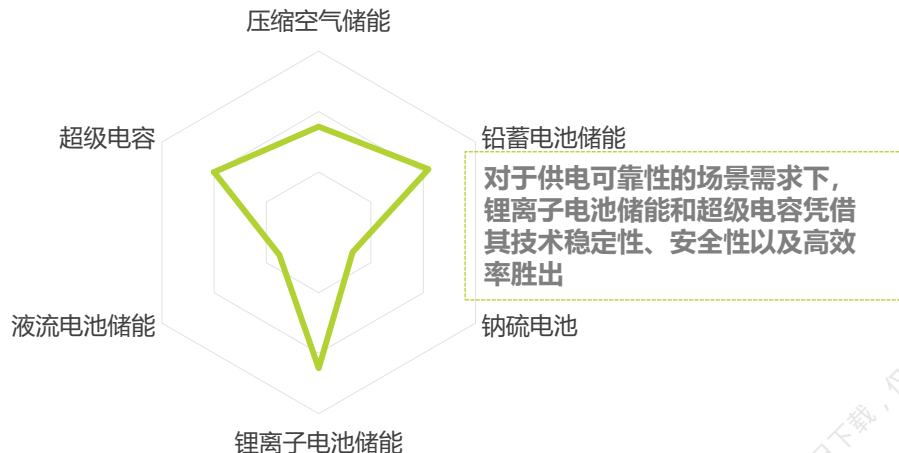 压缩空气储能
超级电容
铅蓄电池储能
对于供电可靠性的场景需求下，
锂离子电池储能和超级电容凭借
其技术稳定性、安全性以及高效
率胜出
液流电池储能
钠硫电池
锂离子电池储能